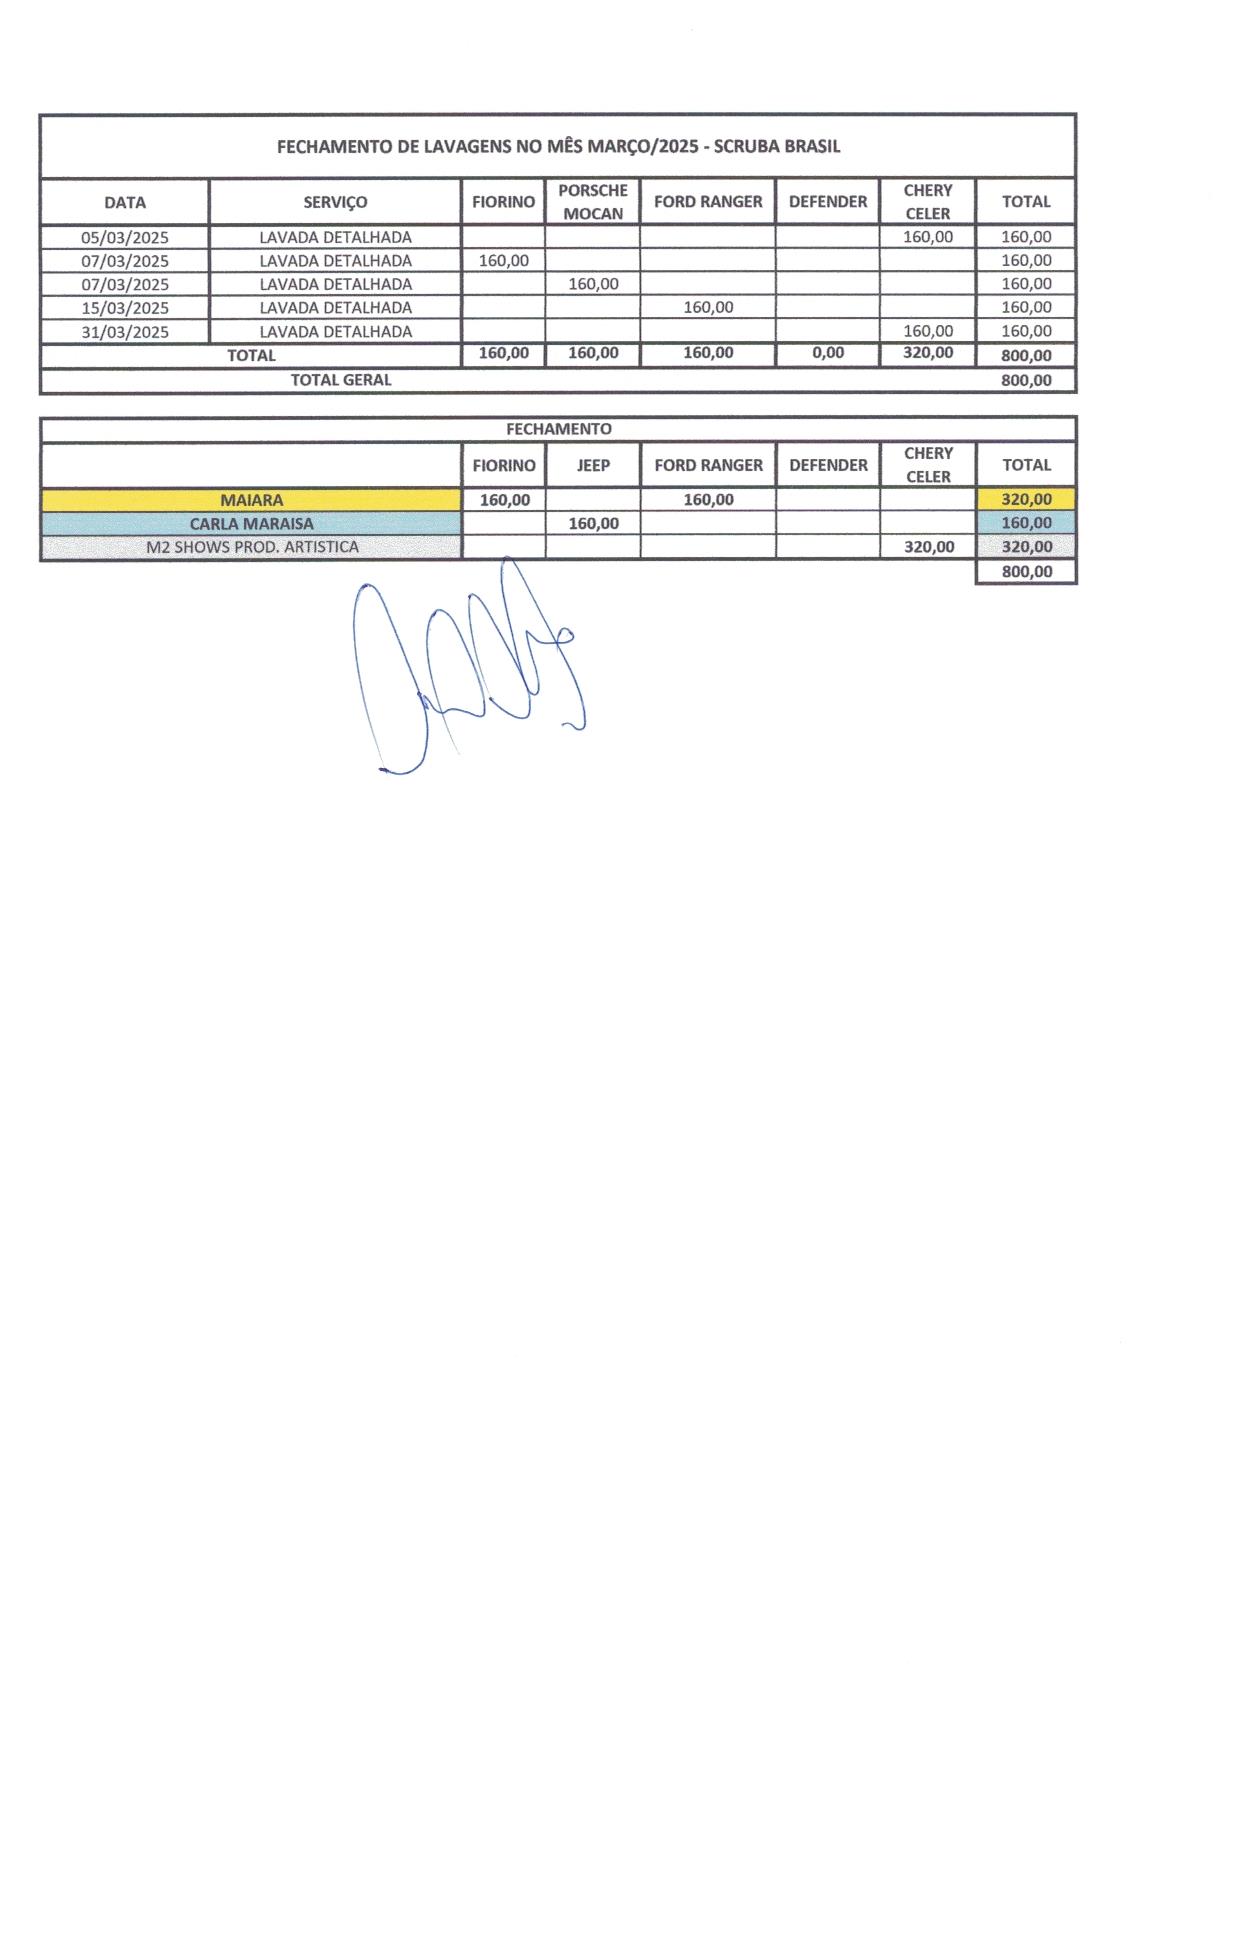 FECHAMENTO DE LAVAGENS NO MÊS MARÇO/2025 - SCRUBA BRASIL
DATA SERVIÇO FIORINO PORSCHE MOCAN FORD RANGER DEFENDER CHERY CELER TOTAL
05/03/2025 LAVADA DETALHADA 160,00 160,00
07/03/2025 LAVADA DETALHADA 160,00 160,00
07/03/2025 LAVADA DETALHADA 160,00 160,00
15/03/2025 LAVADA DETALHADA 160,00 160,00
31/03/2025 LAVADA DETALHADA 160,00 160,00
TOTAL 160,00 160,00 160,00 0,00 320,00 800,00
TOTAL GERAL 800,00
FECHAMENTO
FIORINO JEEP FORD RANGER DEFENDER CHERY CELER TOTAL
MAIARA 160,00 160,00 320,00
CARLA MARAISA 160,00 160,00
M2 SHOWS PROD. ARTISTICA 320,00 320,00
800,00